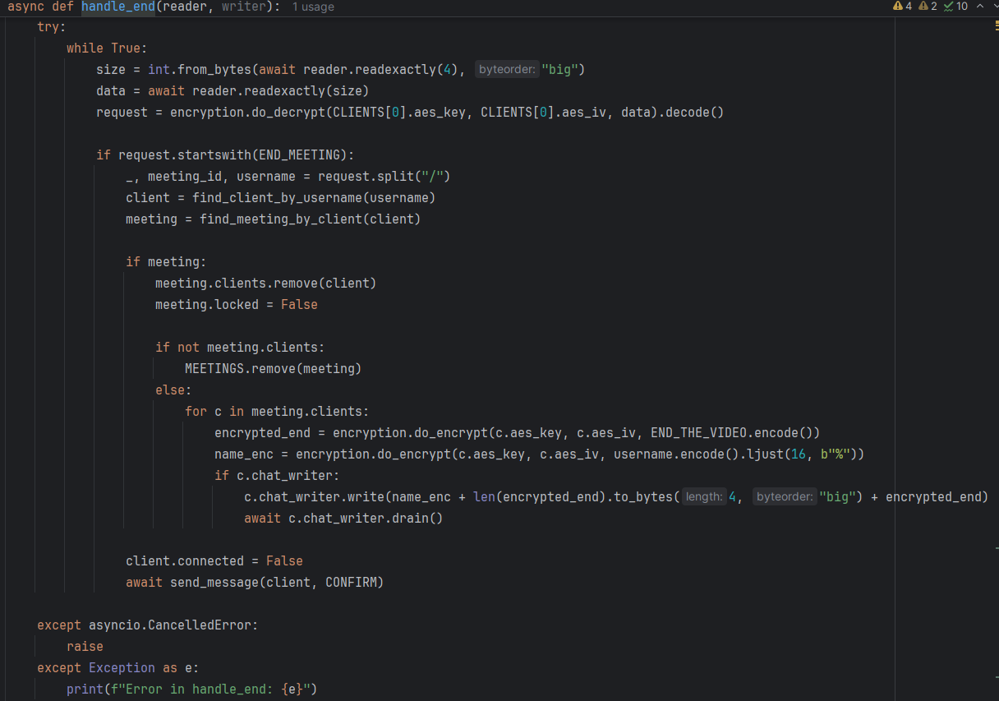 async def handle_end(reader, writer): 1 usage
4 2 10
try:
while True:
size = int.from_bytes(await reader.readexactly(4), byteorder: "big")
data = await reader.readexactly(size)
request = encryption.do_decrypt(CLIENTS[0].aes_key, CLIENTS[0].aes_iv, data).decode()
if request.startswith(END_MEETING):
_, meeting_id, username = request.split("/")
client = find_client_by_username(username)
meeting = find_meeting_by_client(client)
if meeting:
meeting.clients.remove(client)
meeting.locked = False
if not meeting.clients:
MEETINGS.remove(meeting)
else:
for c in meeting.clients:
encrypted_end = encryption.do_encrypt(c.aes_key, c.aes_iv, END_THE_VIDEO.encode())
name_enc = encryption.do_encrypt(c.aes_key, c.aes_iv, username.encode().ljust(16, b"%"))
if c.chat_writer:
c.chat_writer.write(name_enc + len(encrypted_end).to_bytes(length: 4, byteorder: "big") + encrypted_end)
await c.chat_writer.drain()
client.connected = False
await send_message(client, CONFIRM)
except asyncio.CancelledError:
raise
except Exception as e:
print(f"Error in handle_end: {e}")